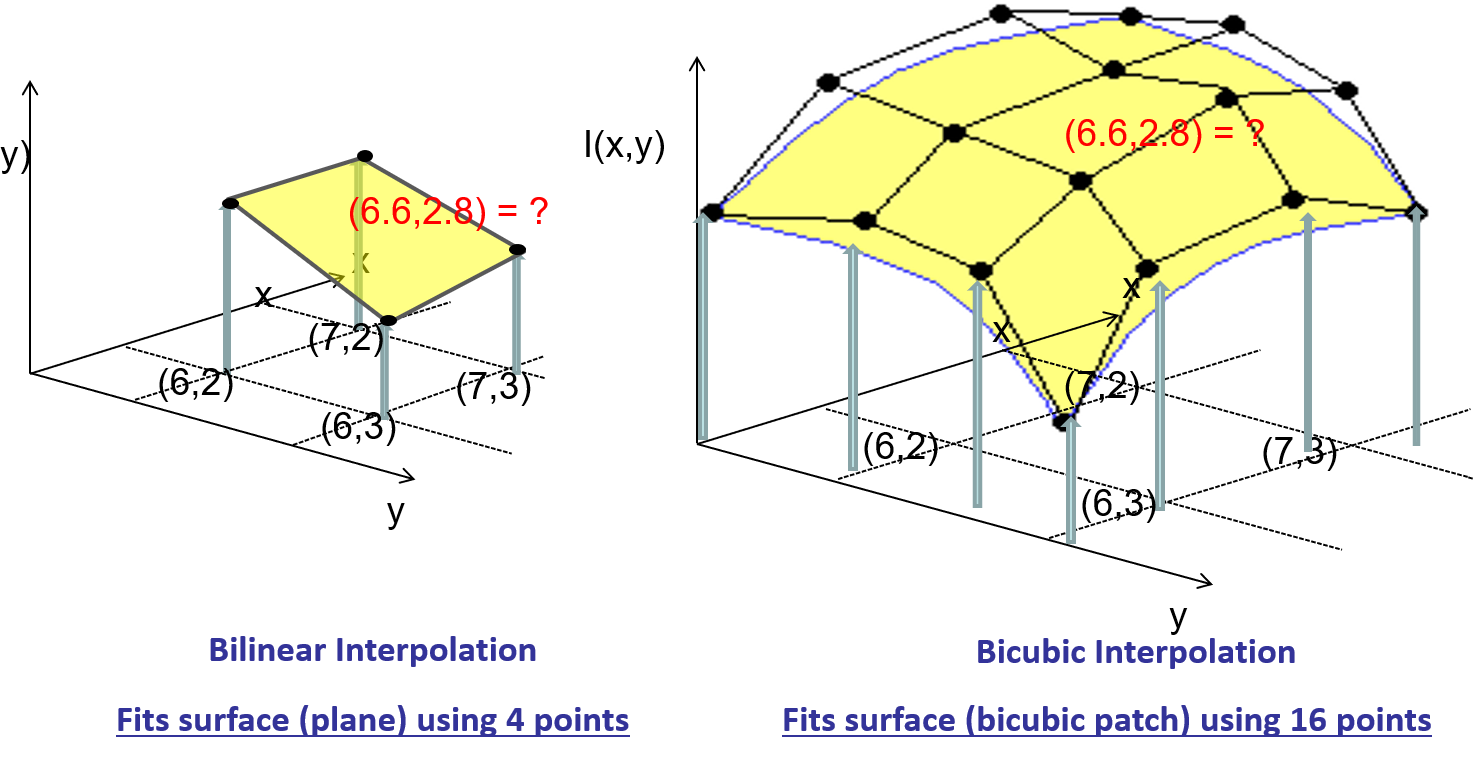 y)
(6.6,2.8) = ?
x
x
(7,2)
(6,2)
(7,3)
(6,3)
y
I(x,y)
(6.6,2.8) = ?
x
x
(7,2)
(6,2)
(7,3)
(6,3)
y
Bilinear Interpolation
Fits surface (plane) using 4 points
Bicubic Interpolation
Fits surface (bicubic patch) using 16 points